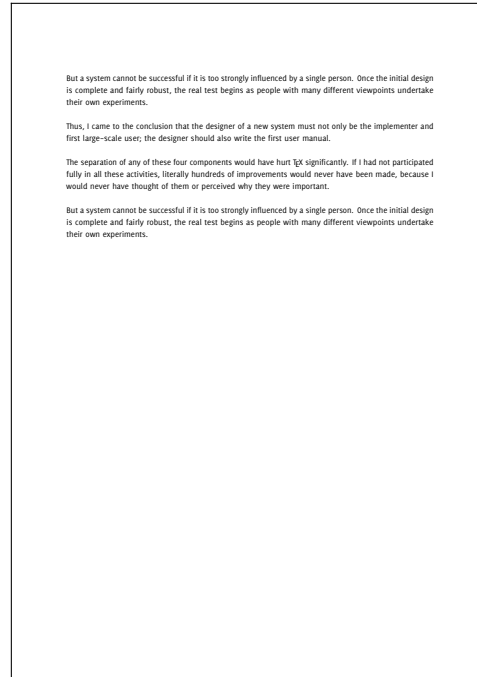 But a system cannot be successful if it is too strongly influenced by a single person. Once the initial design
is complete and fairly robust, the real test begins as people with many different viewpoints undertake
their own experiments.
Thus, I came to the conclusion that the designer of a new system must not only be the implementer and
first large-scale user; the designer should also write the first user manual.
The separation of any of these four components would have hurt TeX significantly. If I had not participated
fully in all these activities, literally hundreds of improvements would never have been made, because I
would never have thought of them or perceived why they were important.
But a system cannot be successful if it is too strongly influenced by a single person. Once the initial design
is complete and fairly robust, the real test begins as people with many different viewpoints undertake
their own experiments.